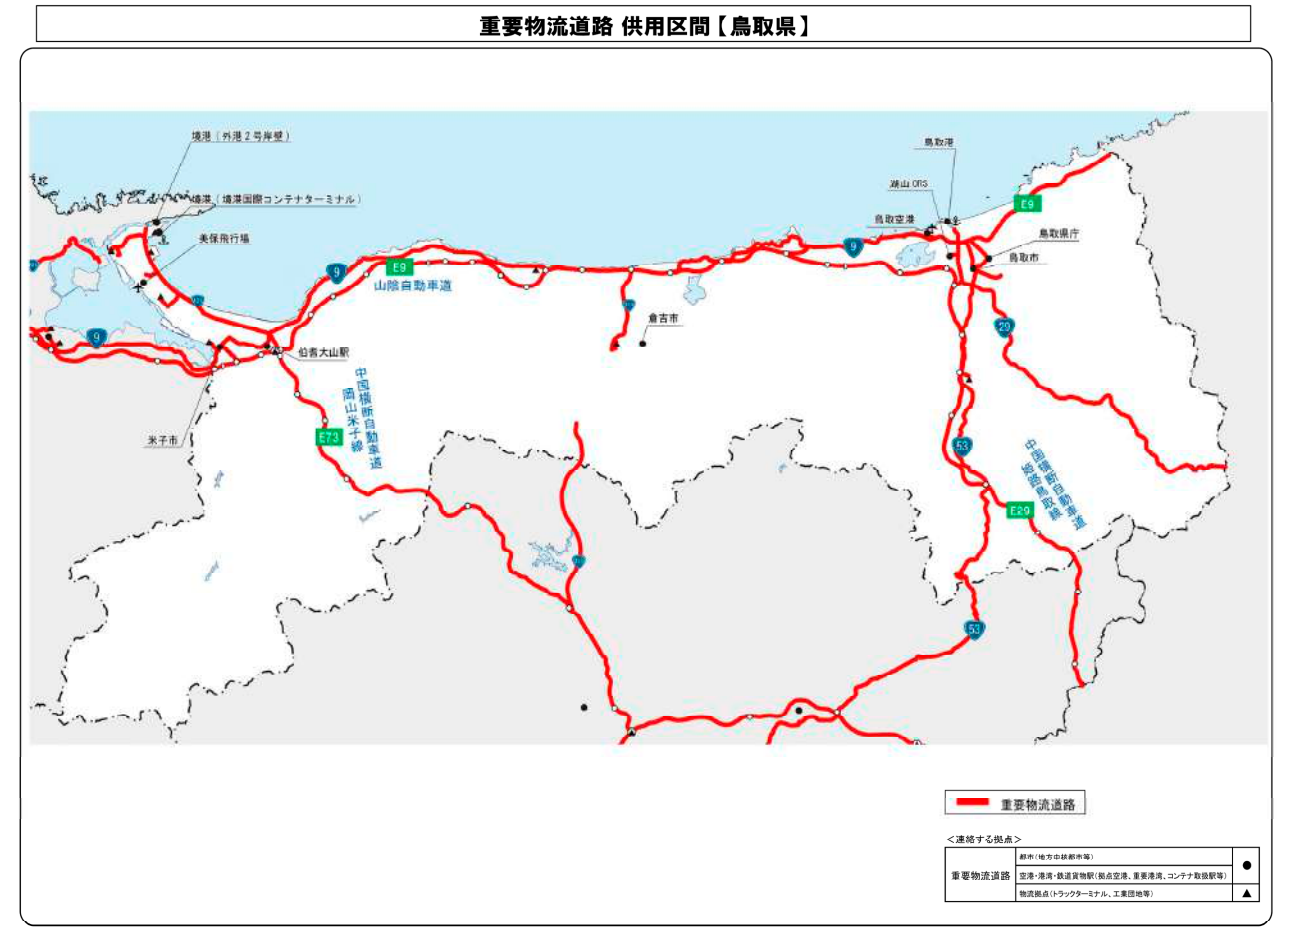 重要物流道路 供用区間【鳥取県】
境港（外港2号岸壁）
境港（境港国際コンテナターミナル）
美保飛行場
鳥取港
湖山ORS
鳥取空港
鳥取県庁
鳥取市
E9
9
9
E9
山陰自動車道
倉吉市
29
9
伯耆大山駅
米子市
中国横断自動車道
岡山米子線
E73
53
中国横断自動車道
姫路鳥取線
E29
53
重要物流道路
＜連絡する拠点＞
重要物流道路
都市（地方中核都市等）
空港・港湾・鉄道貨物駅（拠点空港、重要港湾、コンテナ取扱駅等）
物流拠点（トラックターミナル、工業団地等）